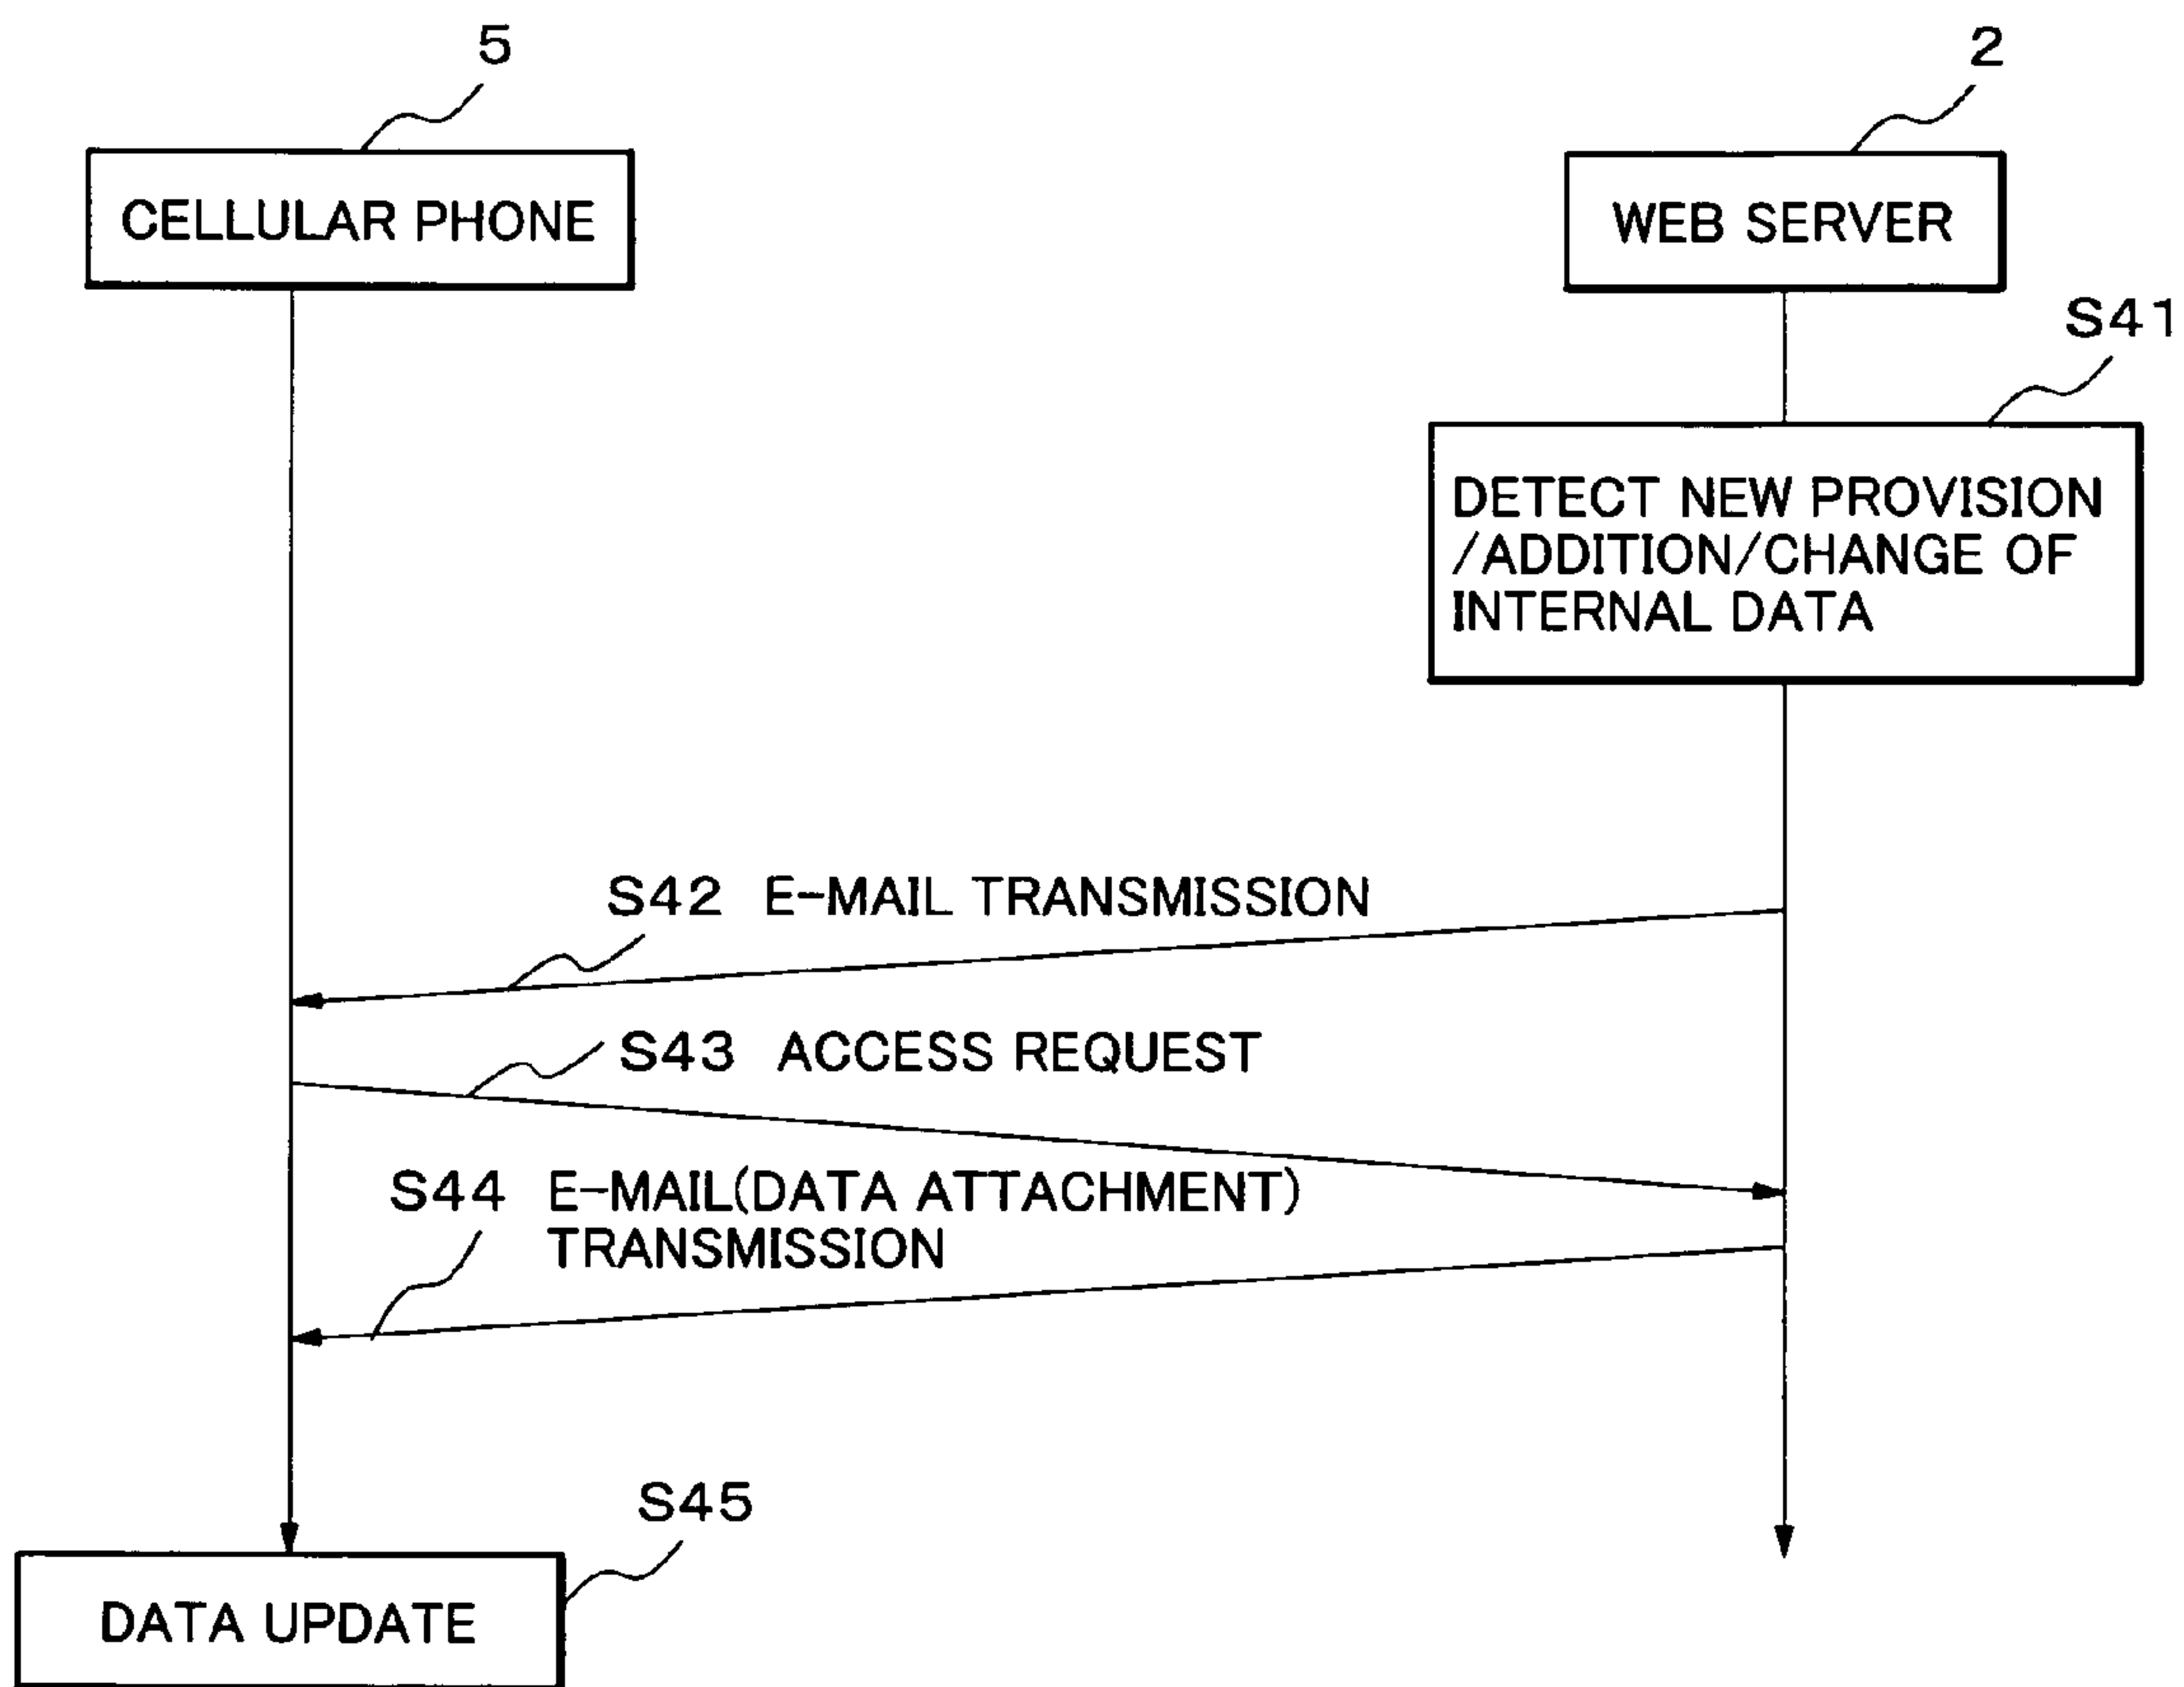 5
2
CELLULAR PHONE
WEB SERVER
S41
DETECT NEW PROVISION
/ADDITION/CHANGE OF
INTERNAL DATA
S42 E-MAIL TRANSMISSION
S43 ACCESS REQUEST
S44 E-MAIL(DATA ATTACHMENT)
TRANSMISSION
S45
DATA UPDATE